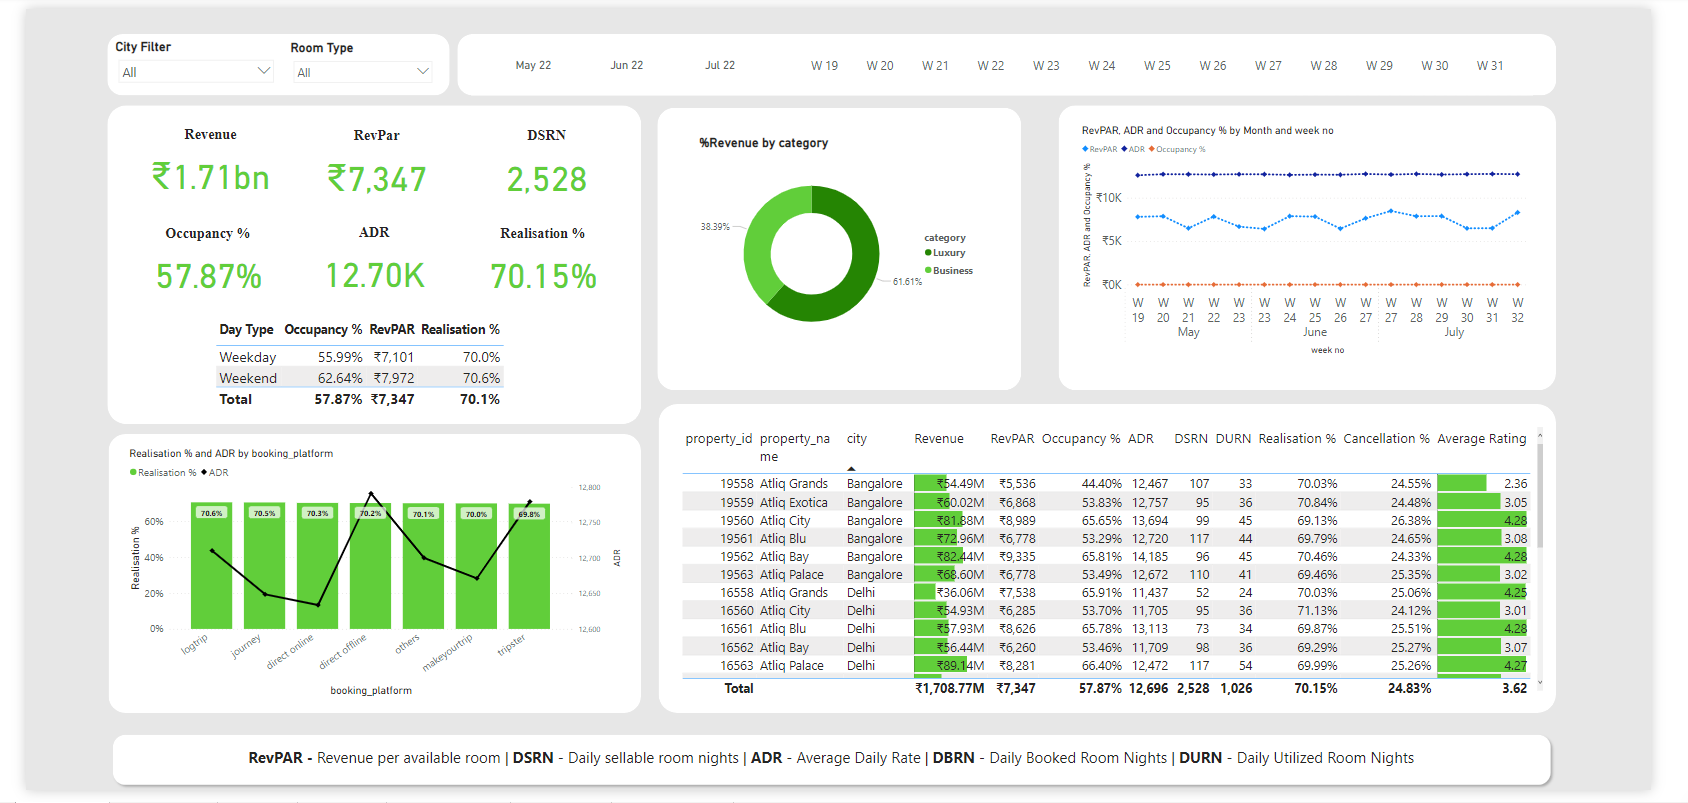 City Filter
All
Room Type
All
May 22 Jun 22 Jul 22 W 19 W 20 W 21 W 22 W 23 W 24 W 25 W 26 W 27 W 28 W 29 W 30 W 31
Revenue RevPar DSRN
₹1.71bn ₹7,347 2,528
Occupancy % ADR Realisation %
57.87% 12.70K 70.15%
Day Type Occupancy % RevPAR Realisation %
Weekday 55.99% ₹7,101 70.0%
Weekend 62.64% ₹7,972 70.6%
Total 57.87% ₹7,347 70.1%
%Revenue by category
38.39%
61.61%
category
Luxury
Business
RevPAR, ADR and Occupancy % by Month and week no
RevPAR ADR Occupancy %
RevPAR, ADR and Occupancy %
₹10K
₹5K
₹0K
W W W W W W W W W W W W W W W W
19 20 21 22 23 23 24 25 26 27 27 28 29 30 31 32
May June July
week no
Realisation % and ADR by booking_platform
Realisation % ADR
Realisation %
60%
40%
20%
0%
70.6% 70.5% 70.3% 70.2% 70.1% 70.0% 69.8%
12,800
12,750
12,700
12,650
12,600
ADR
logtrip journey direct online direct offline others makeyourtrip tripster
booking_platform
property_id property_na city Revenue RevPAR Occupancy % ADR DSRN DURN Realisation % Cancellation % Average Rating
me
19558 Atliq Grands Bangalore ₹54.49M ₹5,536 44.40% 12,467 107 33 70.03% 24.55% 2.36
19559 Atliq Exotica Bangalore ₹60.02M ₹6,868 53.83% 12,757 95 36 70.84% 24.48% 3.05
19560 Atliq City Bangalore ₹81.88M ₹8,989 65.65% 13,694 99 45 69.13% 26.38% 4.28
19561 Atliq Blu Bangalore ₹72.96M ₹6,778 53.29% 12,720 117 44 69.79% 24.65% 3.08
19562 Atliq Bay Bangalore ₹82.44M ₹9,335 65.81% 14,185 96 45 70.46% 24.33% 4.28
19563 Atliq Palace Bangalore ₹68.60M ₹6,778 53.49% 12,672 110 41 69.46% 25.35% 3.02
16558 Atliq Grands Delhi ₹36.06M ₹7,538 65.91% 11,437 52 24 70.03% 25.06% 4.25
16560 Atliq City Delhi ₹54.93M ₹6,285 53.70% 11,705 95 36 71.13% 24.12% 3.01
16561 Atliq Blu Delhi ₹57.93M ₹8,626 65.78% 13,113 73 34 69.87% 25.51% 4.28
16562 Atliq Bay Delhi ₹56.44M ₹6,260 53.46% 11,709 98 36 69.29% 25.27% 3.07
16563 Atliq Palace Delhi ₹89.14M ₹8,281 66.40% 12,472 117 54 69.99% 25.26% 4.27
Total ₹1,708.77M ₹7,347 57.87% 12,696 2,528 1,026 70.15% 24.83% 3.62
RevPAR - Revenue per available room | DSRN - Daily sellable room nights | ADR - Average Daily Rate | DBRN - Daily Booked Room Nights | DURN - Daily Utilized Room Nights